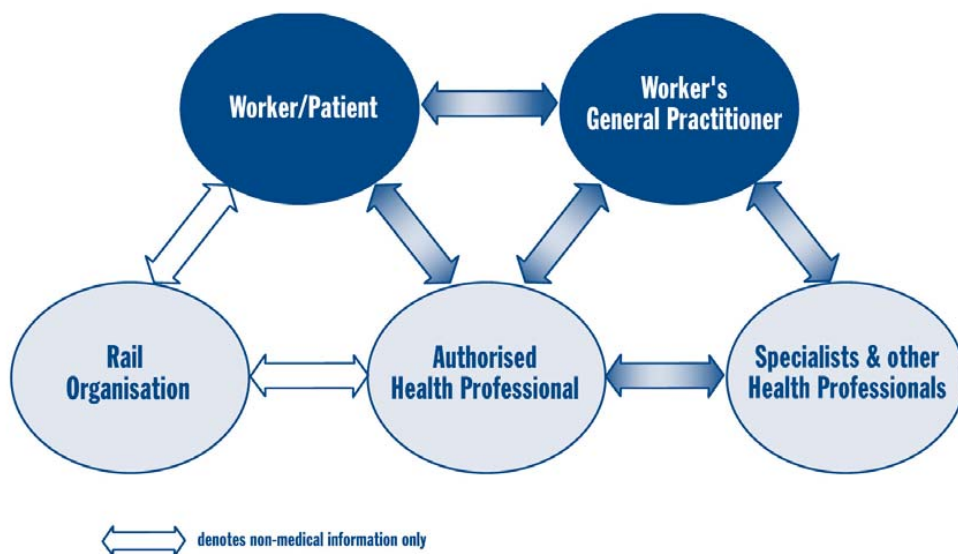 Worker/Patient
Worker's
General Practitioner
Rail
Organisation
Authorised
Health Professional
Specialists & other
Health Professionals
denotes non-medical information only